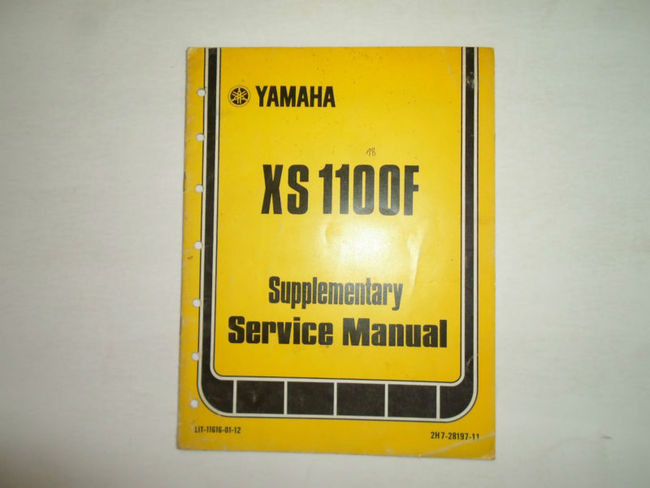 YAMAHA
78
XS 1100F
Supplementary
Service Manual
LIT-11616-01-12
2H7-28197-11